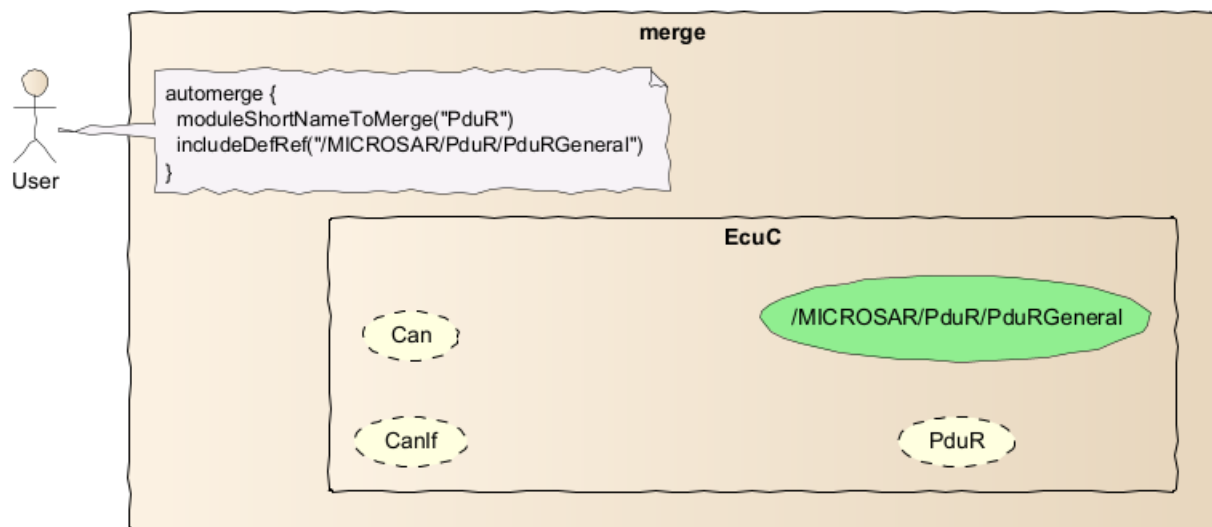 merge
automerge {
moduleShortNameToMerge("PduR")
includeDefRef("/MICROSAR/PduR/PduRGeneral")
}
User
EcuC
/MICROSAR/PduR/PduRGeneral
Can
CanIf
PduR